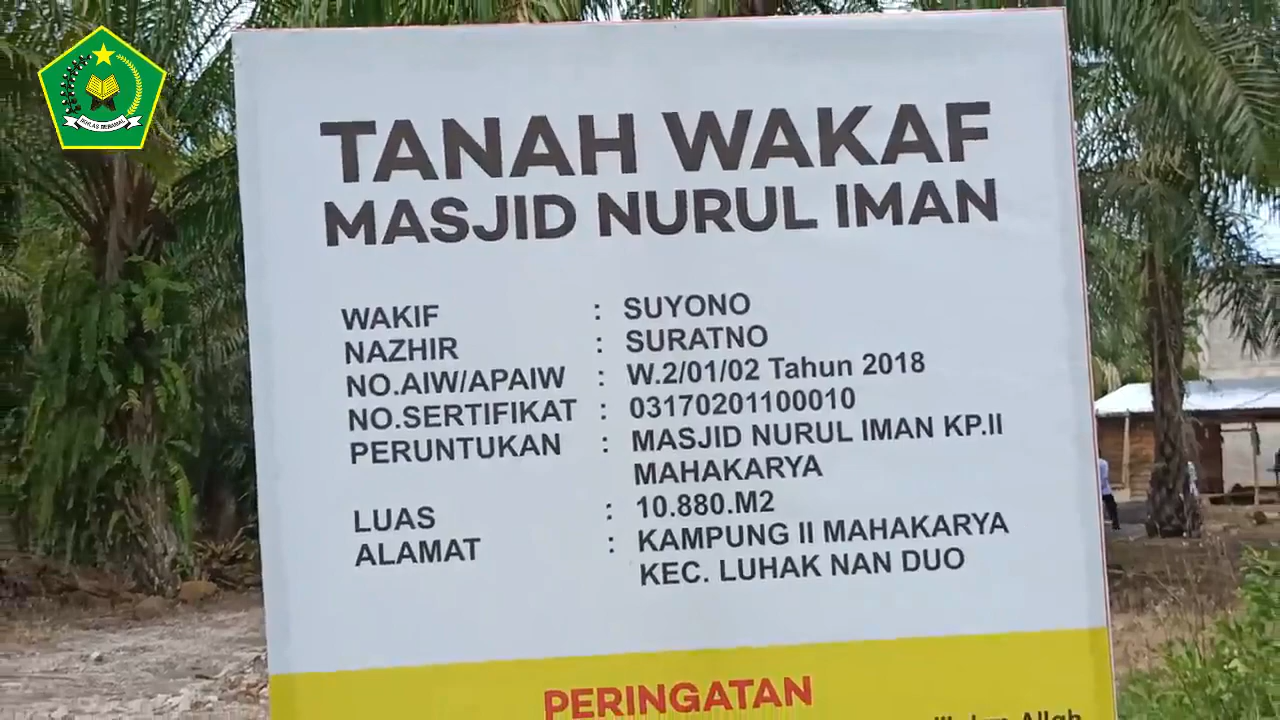 IKHLAS BERAMAL
TANAH WAKAF
MASJID NURUL IMAN
WAKIF : SUYONO
NAZHIR : SURATNO
NO.AIW/APAIW : W.2/01/02 Tahun 2018
NO.SERTIFIKAT : 03170201100010
PERUNTUKAN : MASJID NURUL IMAN KP.II
MAHAKARYA
LUAS : 10.880.M2
ALAMAT : KAMPUNG II MAHAKARYA
KEC. LUHAK NAN DUO
PERINGATAN
Allah